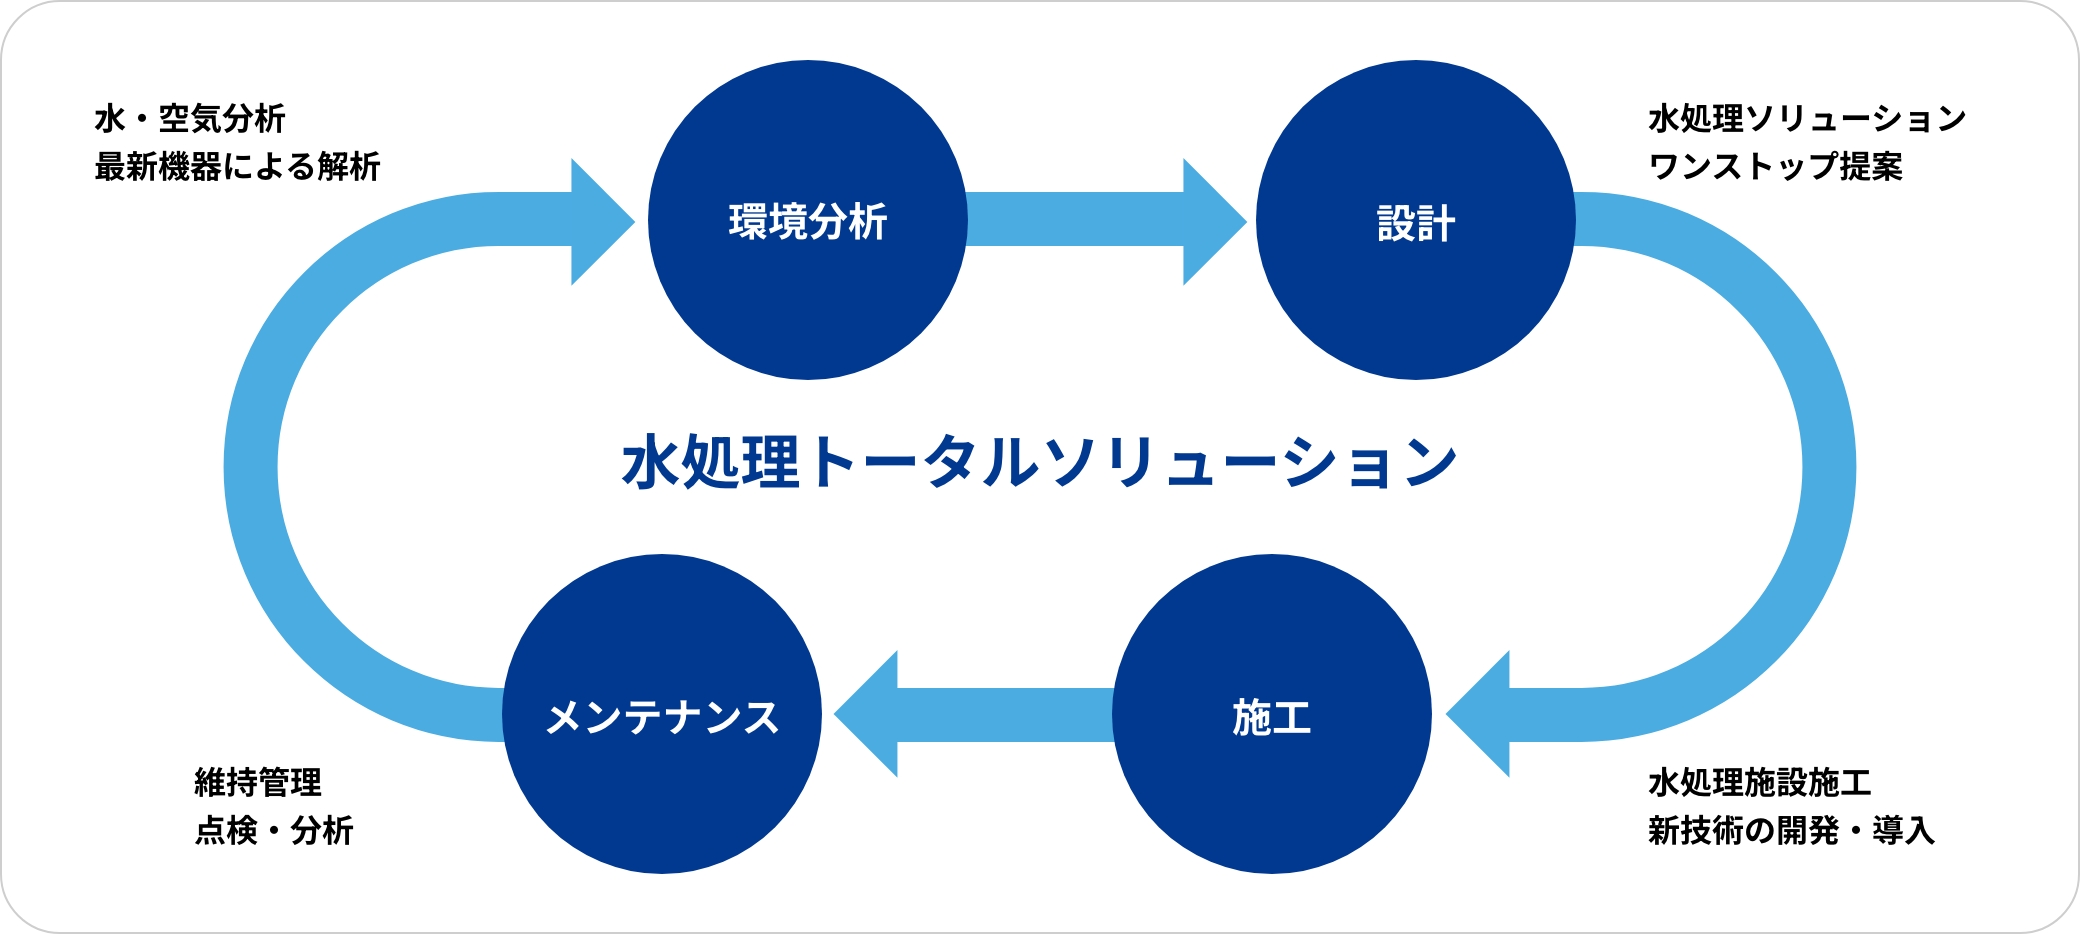 水・空気分析
最新機器による解析
環境分析
設計
水処理ソリューション
ワンストップ提案
水処理トータルソリューション
維持管理
点検・分析
メンテナンス
施工
水処理施設施工
新技術の開発・導入